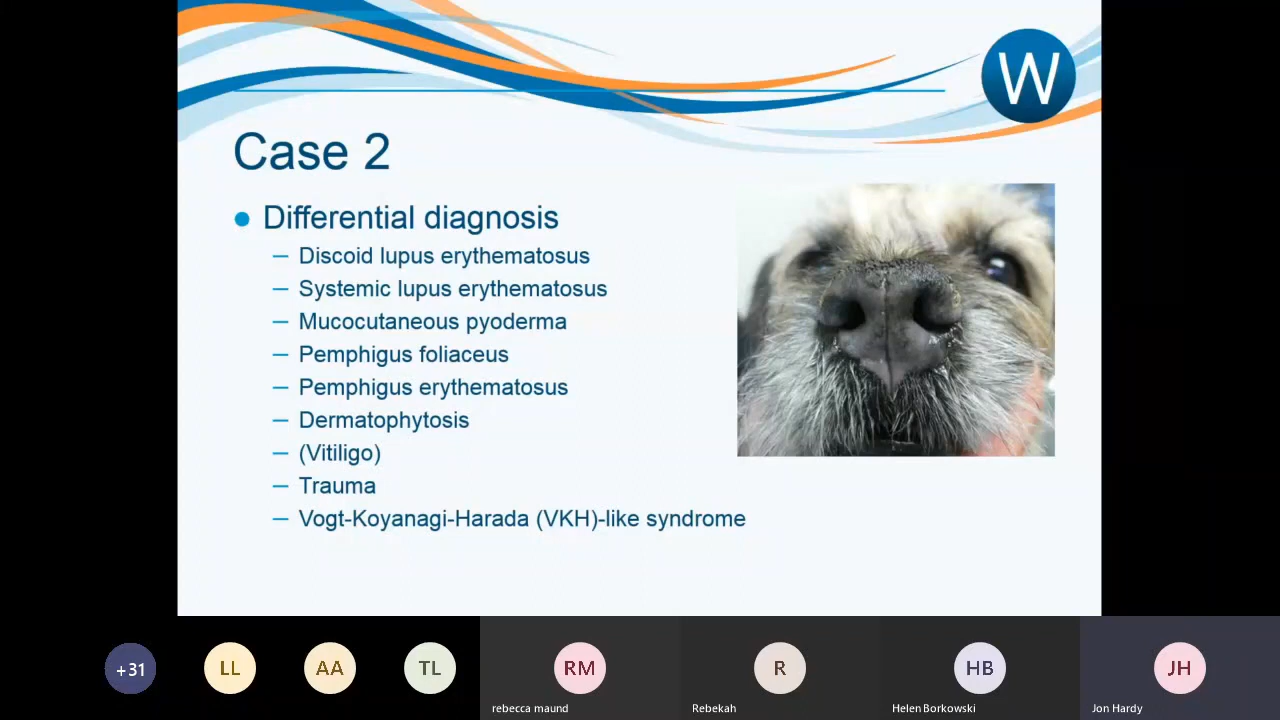 W
Case 2
Differential diagnosis
– Discoid lupus erythematosus
– Systemic lupus erythematosus
– Mucocutaneous pyoderma
– Pemphigus foliaceus
– Pemphigus erythematosus
– Dermatophytosis
– (Vitiligo)
– Trauma
– Vogt-Koyanagi-Harada (VKH)-like syndrome
+31 LL AA TL RM R HB JH
rebecca maund Rebekah Helen Borkowski Jon Hardy